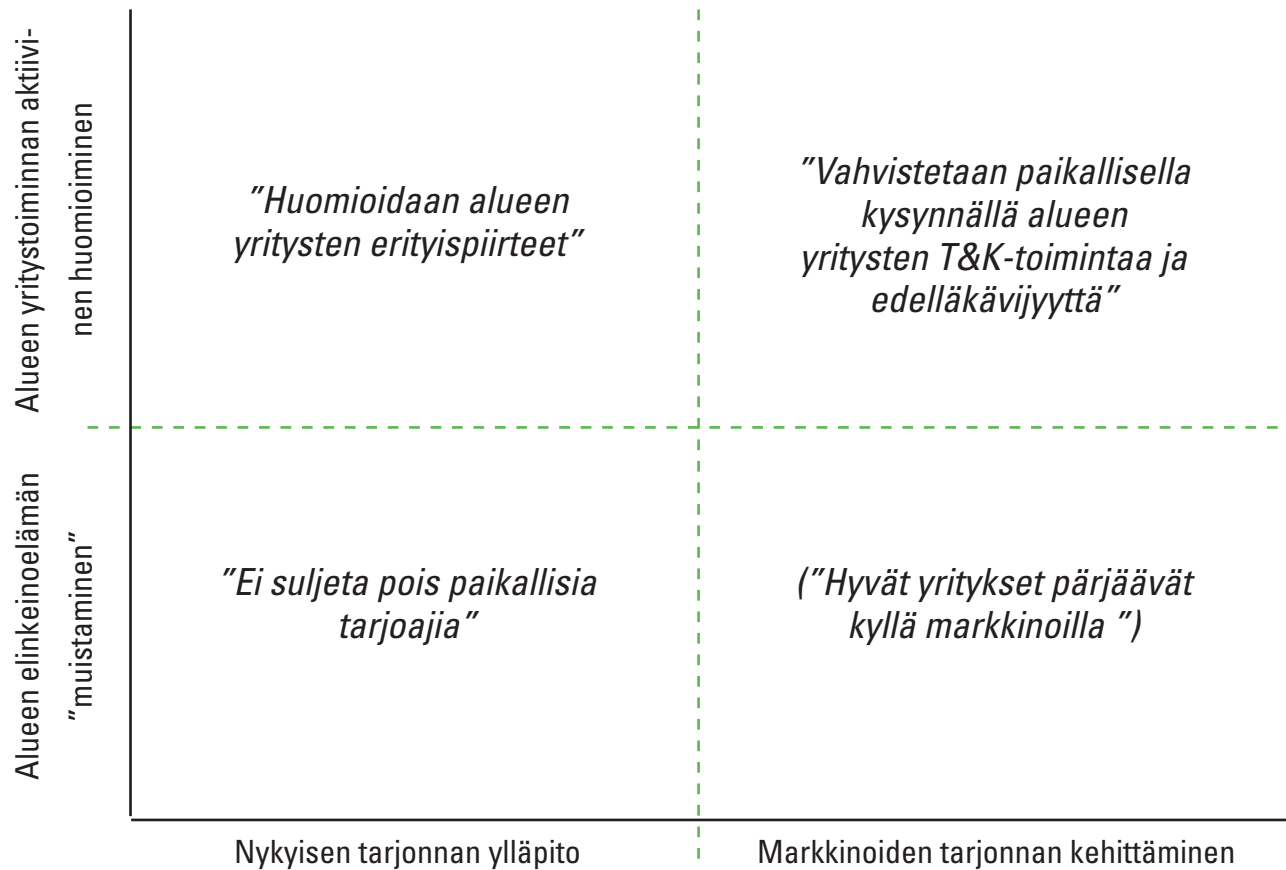 Alueen yritystoiminnan aktiivi-
nen huomioiminen
”Huomioidaan alueen
yritysten erityispiirteet”
”Vahvistetaan paikallisella
kysynnällä alueen
yritysten T&K-toimintaa ja
edelläkävijyyttä”
Alueen elinkeinoelämän
”muistaminen”
”Ei suljeta pois paikallisia
tarjoajia”
(”Hyvät yritykset pärjäävät
kyllä markkinoilla ”)
Nykyisen tarjonnan ylläpito
Markkinoiden tarjonnan kehittäminen